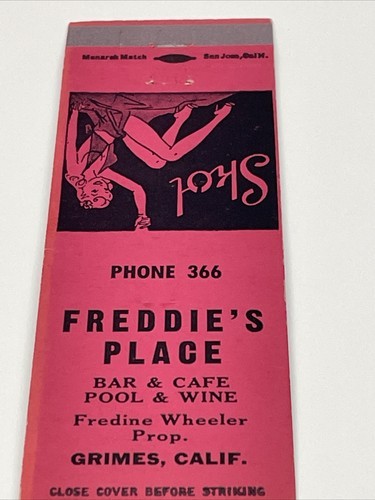 Monarch Match San Jose, Calif.
Skol
PHONE 366
FREDDIE'S
PLACE
BAR & CAFE
POOL & WINE
Fredine Wheeler
Prop.
GRIMES, CALIF.
CLOSE COVER BEFORE STRIKING